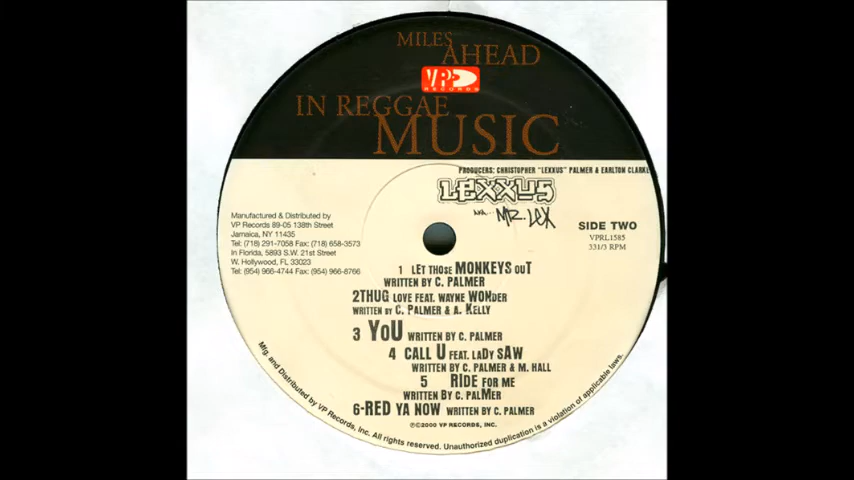 MILES
AHEAD
VP
RECORDS
IN REGGAE
MUSIC
PRODUCERS: CHRISTOPHER "LEXXUS" PALMER & EARLTON CLARKE
LEXXUS
AKA... MR. LEX
Manufactured & Distributed by
VP Records 89-05 138th Street
Jamaica, NY 11435
Tel: (718) 291-7058 Fax: (718) 658-3573
In Florida, 5893 S.W. 21st Street
W. Hollywood, FL 33023
Tel: (954) 966-4744 Fax: (954) 966-8766
SIDE TWO
VPRL1585
331/3 RPM
1 LET THOSE MONKEYS OUT
WRITTEN BY C. PALMER
2THUG LOVE FEAT. WAYNE WONDER
WRITTEN BY C. PALMER & A. KELLY
3 YOU WRITTEN BY C. PALMER
4 CALL U FEAT. LADY SAW
WRITTEN BY C. PALMER & M. HALL
5 RIDE FOR ME
WRITTEN BY C. PALMER
6-RED YA NOW WRITTEN BY C. PALMER
℗©2000 VP RECORDS, INC.
Mfg. and Distributed by VP Records, Inc. All rights reserved. Unauthorized duplication is a violation of applicable laws.